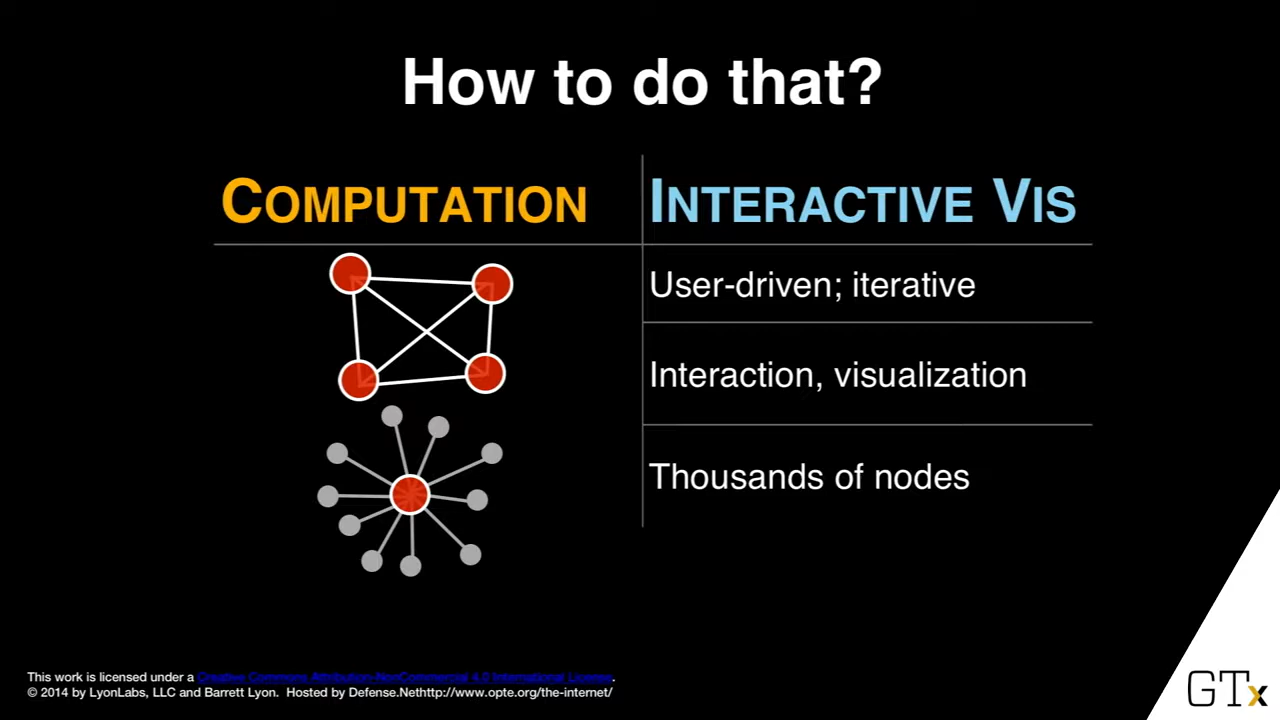 How to do that?
COMPUTATION
INTERACTIVE VIS
User-driven; iterative
Interaction, visualization
Thousands of nodes
This work is licensed under a Creative Commons Attribution-NonCommercial 4.0 International License.
© 2014 by LyonLabs, LLC and Barrett Lyon. Hosted by Defense.Nethttp://www.opte.org/the-internet/
GTx